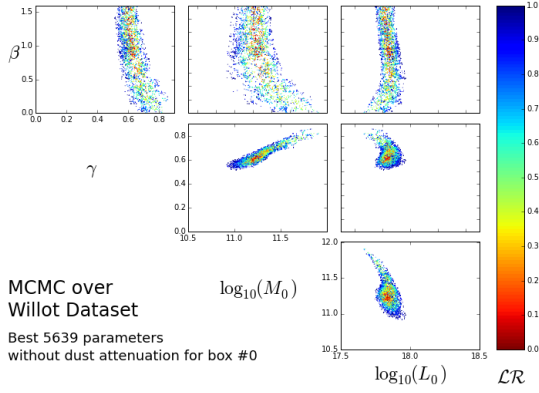 β
1.5
1.0
0.5
0.0
0.0 0.2 0.4 0.6 0.8
γ
0.8
0.6
0.4
0.2
0.0
10.5 11.0 11.5
12.0
11.5
11.0
10.5
17.5 18.0 18.5
log₁₀(M₀)
log₁₀(L₀)
1.0
0.9
0.8
0.7
0.6
0.5
0.4
0.3
0.2
0.1
0.0
ℒℛ
MCMC over
Willot Dataset
Best 5639 parameters
without dust attenuation for box #0